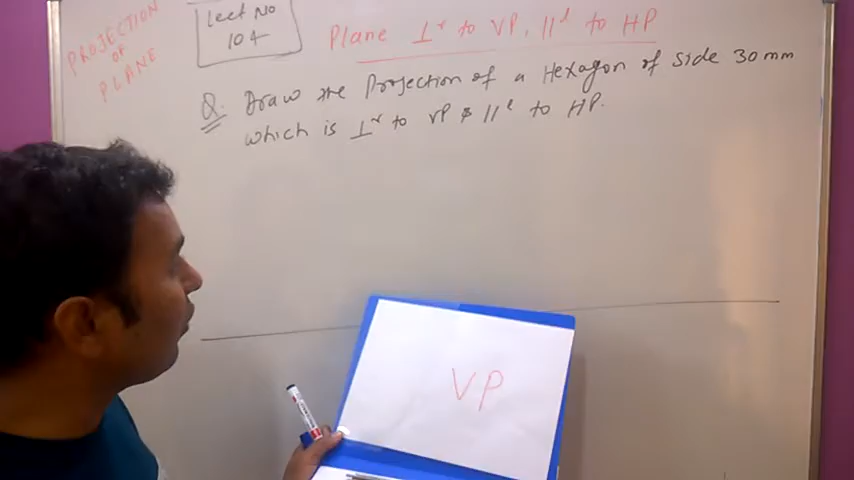 PROJECTION
OF
PLANE
Lect No
104
Plane ⊥ʳ to VP, ||ˡ to HP
Q. Draw the Projection of a Hexagon of side 30 mm
which is ⊥ʳ to VP & ||ˡ to HP.
VP